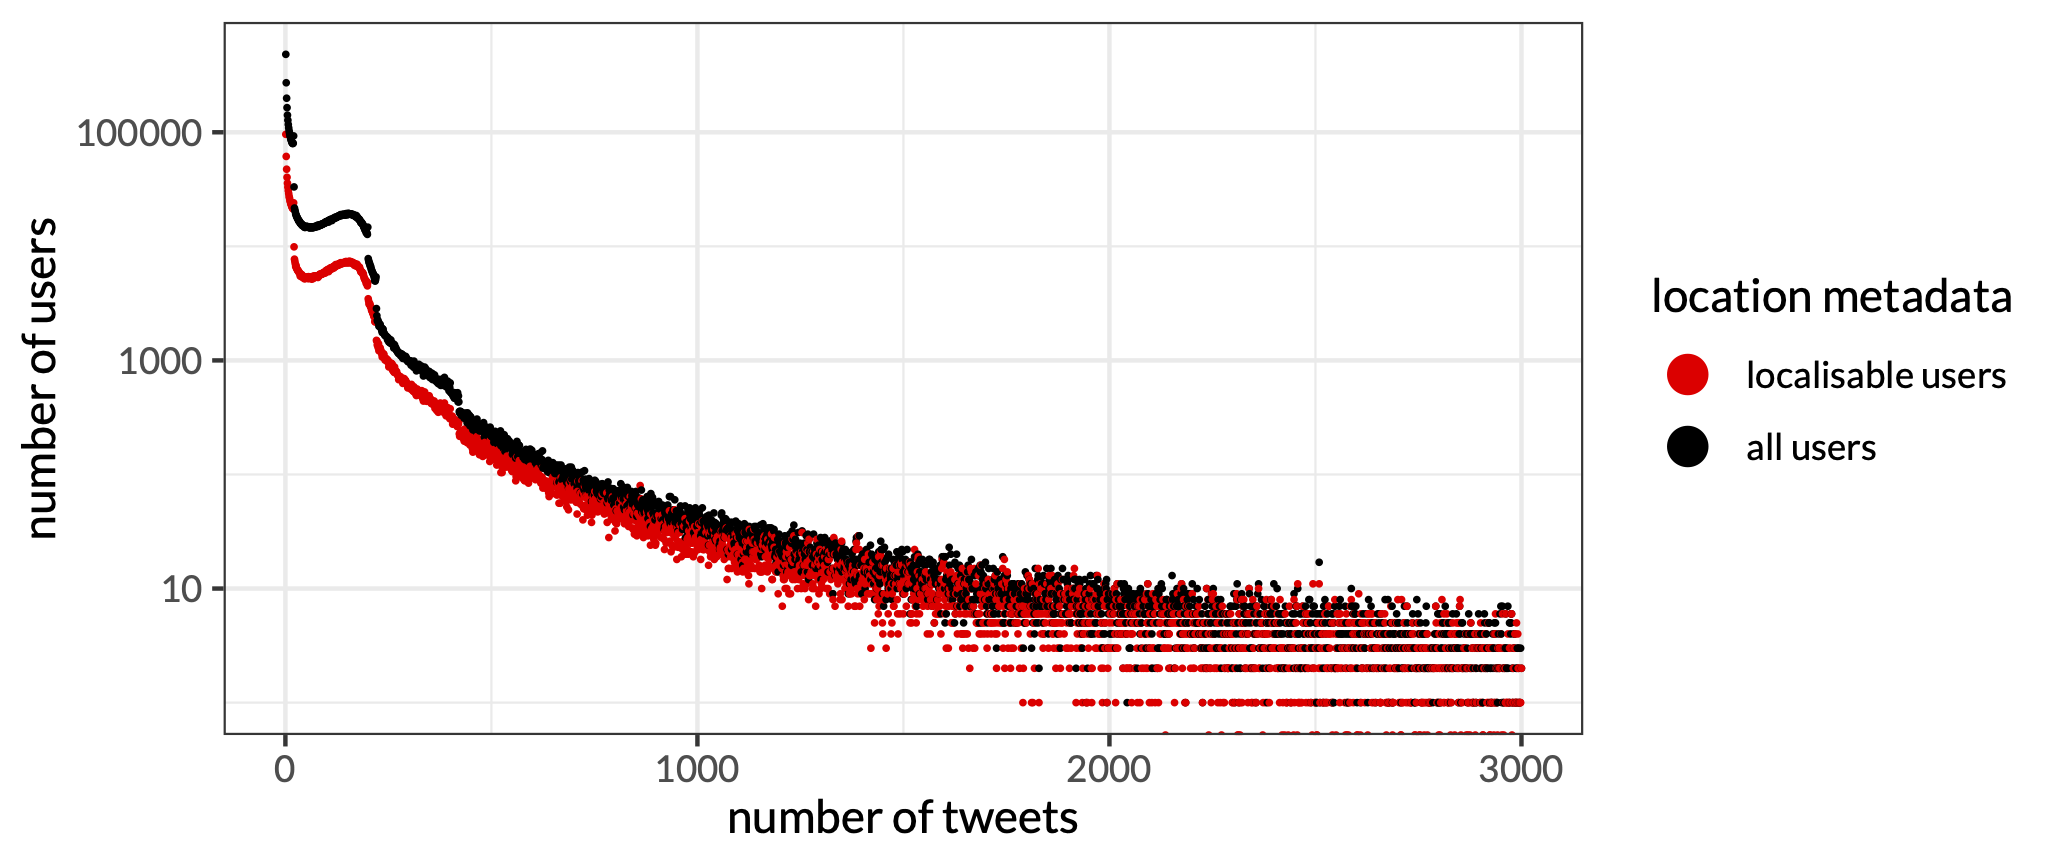 number of users
100000
1000
10
0
1000
2000
3000
number of tweets
location metadata
localisable users
all users